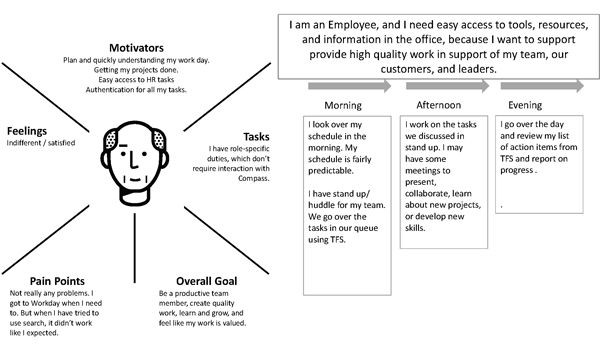 Motivators
Plan and quickly understanding my work day.
Getting my projects done.
Easy access to HR tasks
Authentication for all my tasks.
Feelings
Indifferent / satisfied
Tasks
I have role-specific
duties, which don't
require interaction with
Compass.
Pain Points
Not really any problems. I
got to Workday when I need
to. But when I have tried to
use search, it didn't work
like I expected.
Overall Goal
Be a productive team
member, create quality
work, learn and grow, and
feel like my work is valued.
I am an Employee, and I need easy access to tools, resources,
and information in the office, because I want to support
provide high quality work in support of my team, our
customers, and leaders.
Morning
I look over my
schedule in the
morning. My
schedule is fairly
predictable.
I have stand up/
huddle for my team.
We go over the
tasks in our queue
using TFS.
Afternoon
I work on the tasks
we discussed in
stand up. I may
have some
meetings to
present,
collaborate, learn
about new projects,
or develop new
skills.
Evening
I go over the day
and review my list
of action items from
TFS and report on
progress .
.